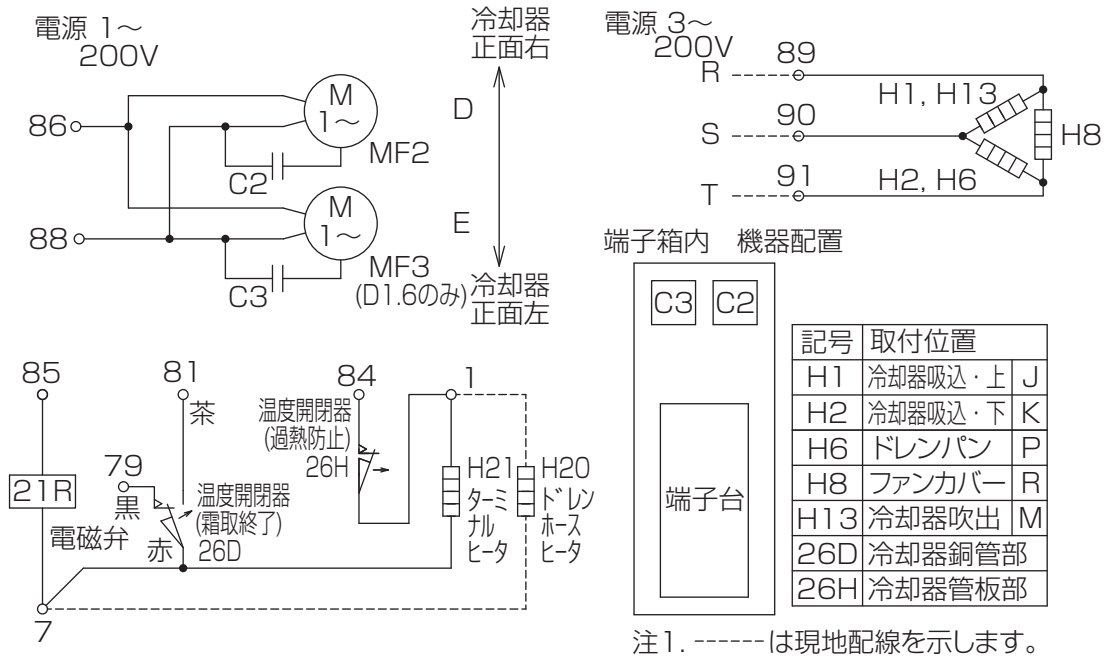 電源 1～
200V
86
88
M
1～
MF2
C2
M
1～
MF3
(D1.6のみ)
C3
冷却器
正面右
D
E
冷却器
正面左
電源 3～
200V
R
89
S
90
T
91
H1, H13
H8
H2, H6
端子箱内　機器配置
C3 C2
端子台
記号 取付位置
H1 冷却器吸込・上 J
H2 冷却器吸込・下 K
H6 ドレンパン P
H8 ファンカバー R
H13 冷却器吹出 M
26D 冷却器銅管部
26H 冷却器管板部
85
21R
電磁弁
7
81
茶
79
黒
赤
温度開閉器
(霜取終了)
26D
84
温度開閉器
(過熱防止)
26H
1
H21
ターミ
ナル
ヒータ
H20
ドレン
ホース
ヒータ
注1. ------は現地配線を示します。